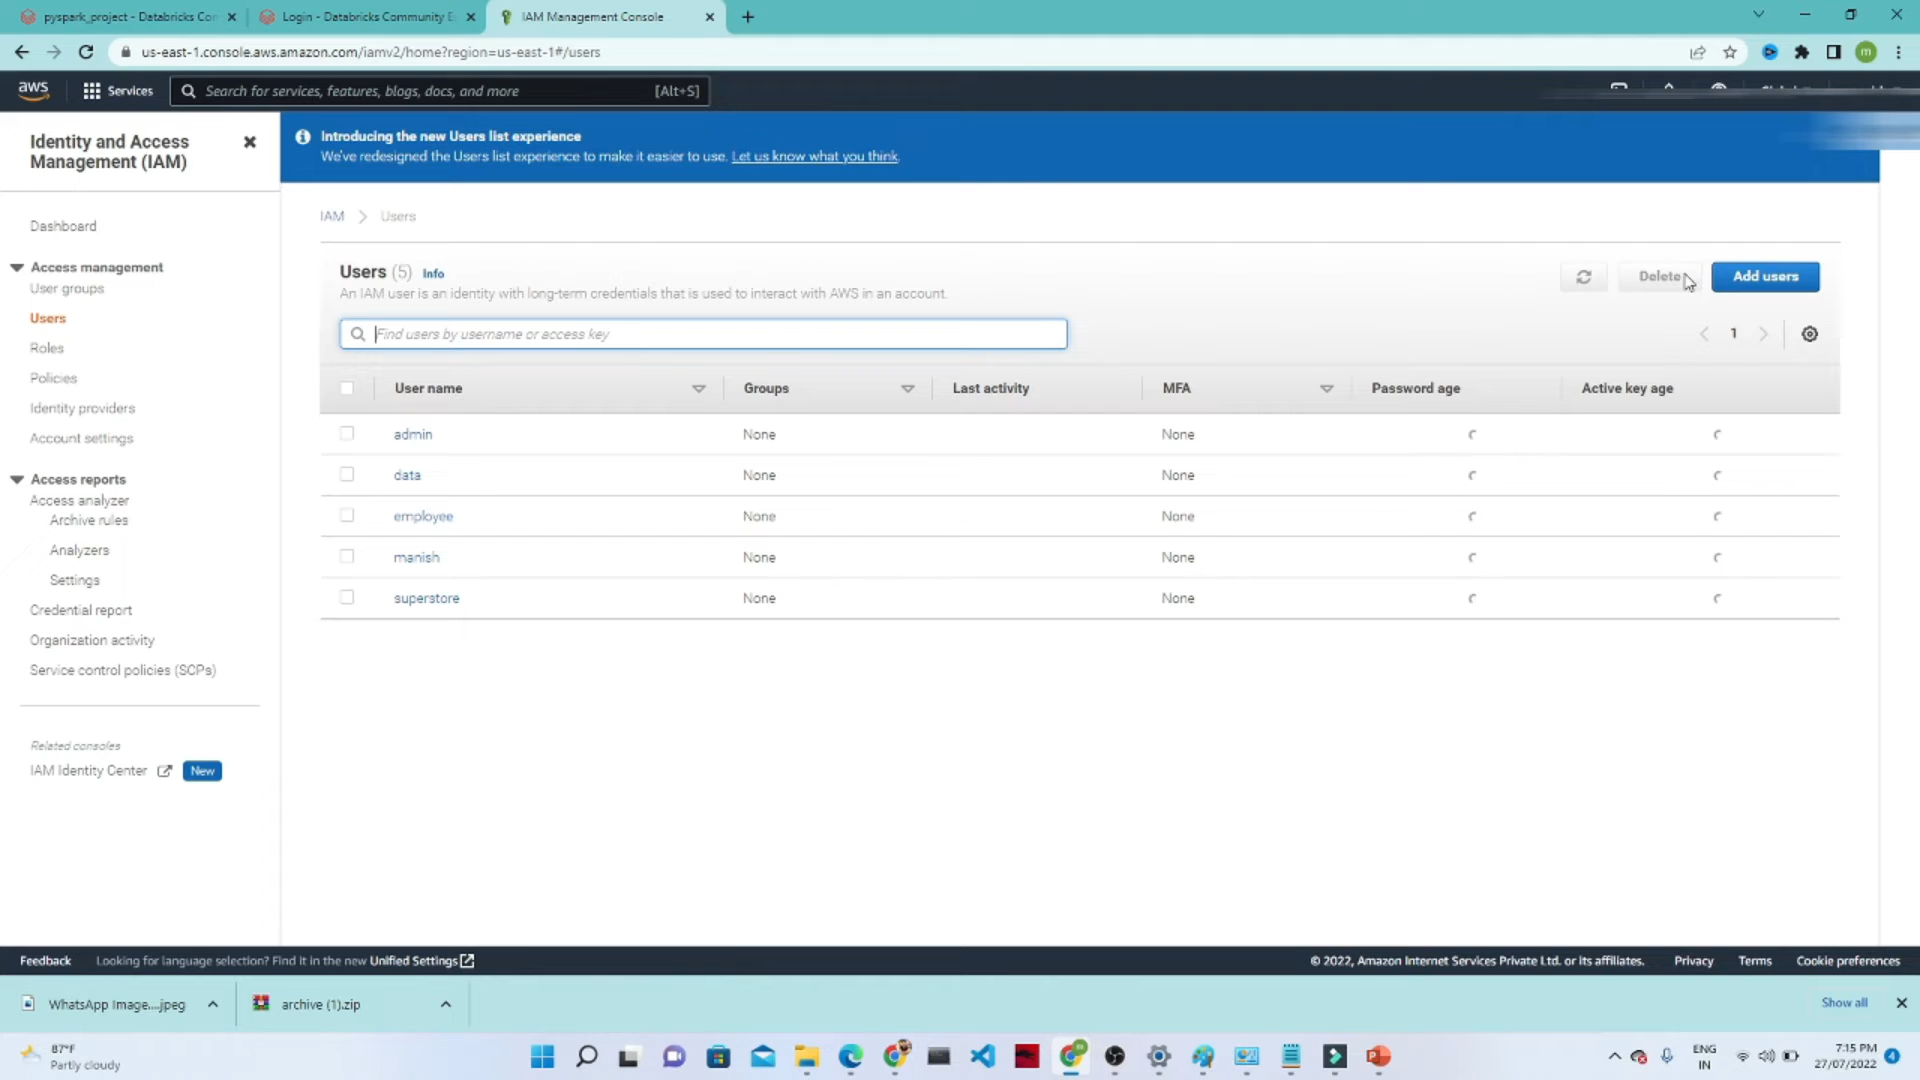 pyspark_project - Databricks Cor
Login - Databricks Community E
IAM Management Console
us-east-1.console.aws.amazon.com/iamv2/home?region=us-east-1#/users
m
aws
Services
Search for services, features, blogs, docs, and more
[Alt+S]
Identity and Access
Management (IAM)
Introducing the new Users list experience
We've redesigned the Users list experience to make it easier to use. Let us know what you think.
Dashboard
Access management
User groups
Users
Roles
Policies
Identity providers
Account settings
Access reports
Access analyzer
Archive rules
Analyzers
Settings
Credential report
Organization activity
Service control policies (SCPs)
Related consoles
IAM Identity Center
New
IAM > Users
Users (5) Info
An IAM user is an identity with long-term credentials that is used to interact with AWS in an account.
Delete
Add users
Find users by username or access key
1
User name Groups Last activity MFA Password age Active key age
admin None None
data None None
employee None None
manish None None
superstore None None
Feedback
Looking for language selection? Find it in the new Unified Settings
© 2022, Amazon Internet Services Private Ltd. or its affiliates.
Privacy
Terms
Cookie preferences
WhatsApp Image....jpeg
archive (1).zip
Show all
87°F
Partly cloudy
ENG
IN
7:15 PM
27/07/2022
4